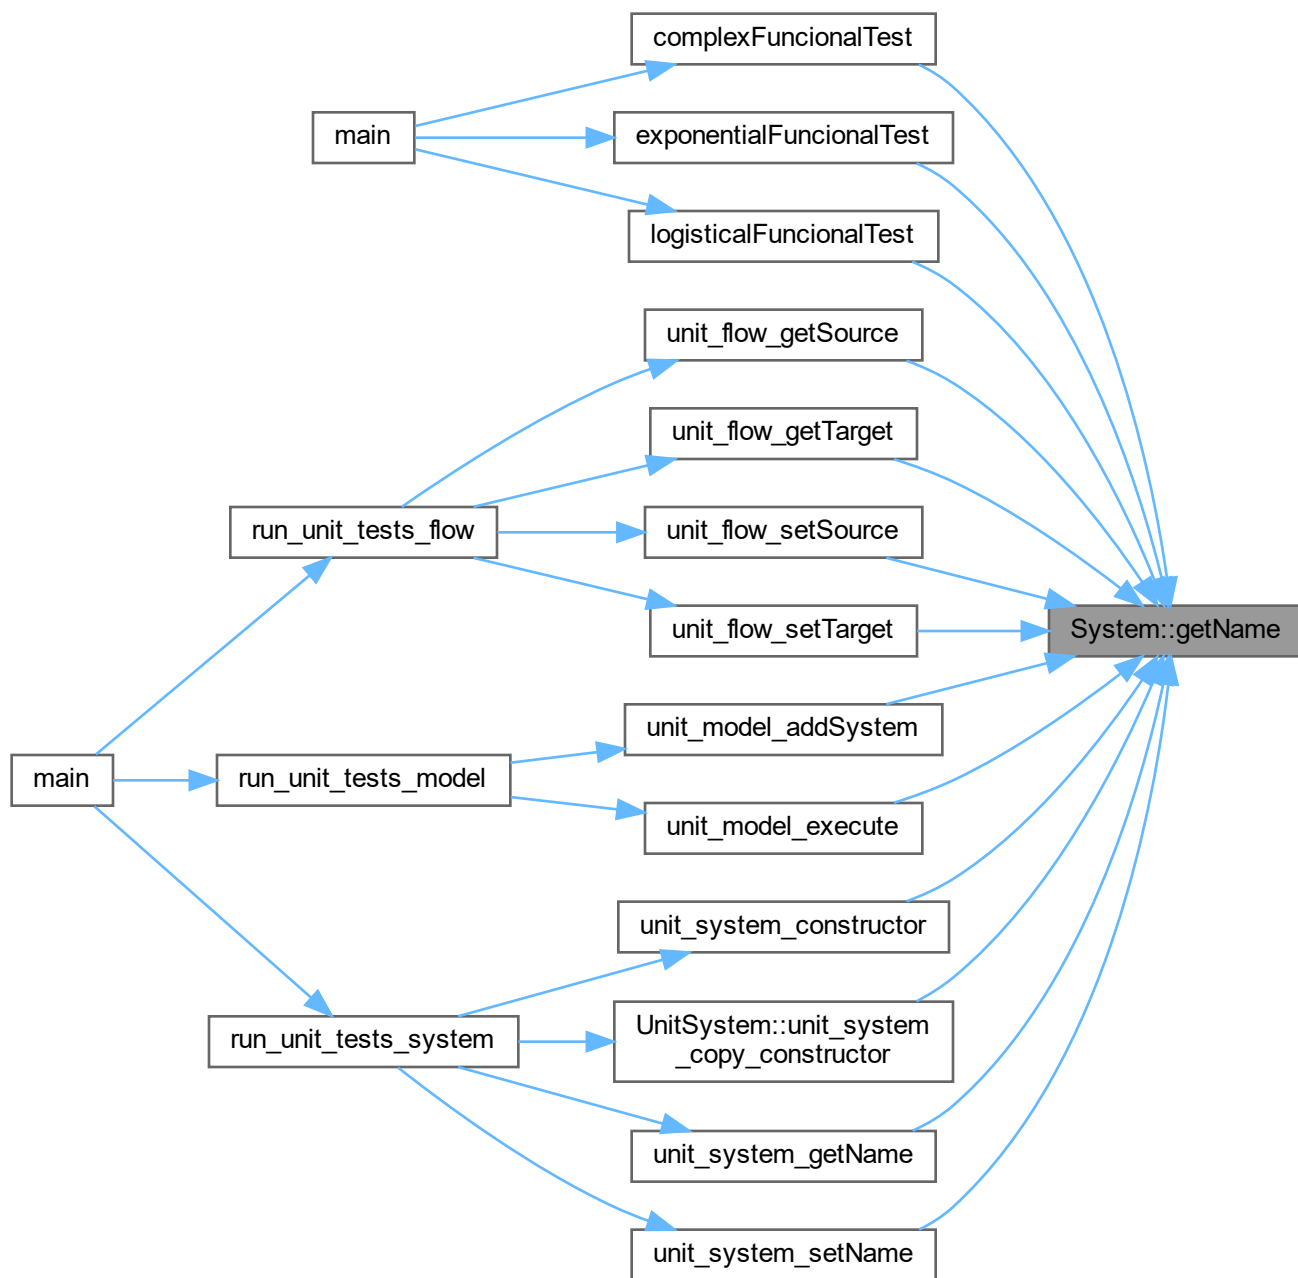 complexFuncionalTest
main
exponentialFuncionalTest
logisticalFuncionalTest
unit_flow_getSource
unit_flow_getTarget
run_unit_tests_flow
unit_flow_setSource
unit_flow_setTarget
System::getName
unit_model_addSystem
main
run_unit_tests_model
unit_model_execute
unit_system_constructor
UnitSystem::unit_system
_copy_constructor
run_unit_tests_system
unit_system_getName
unit_system_setName